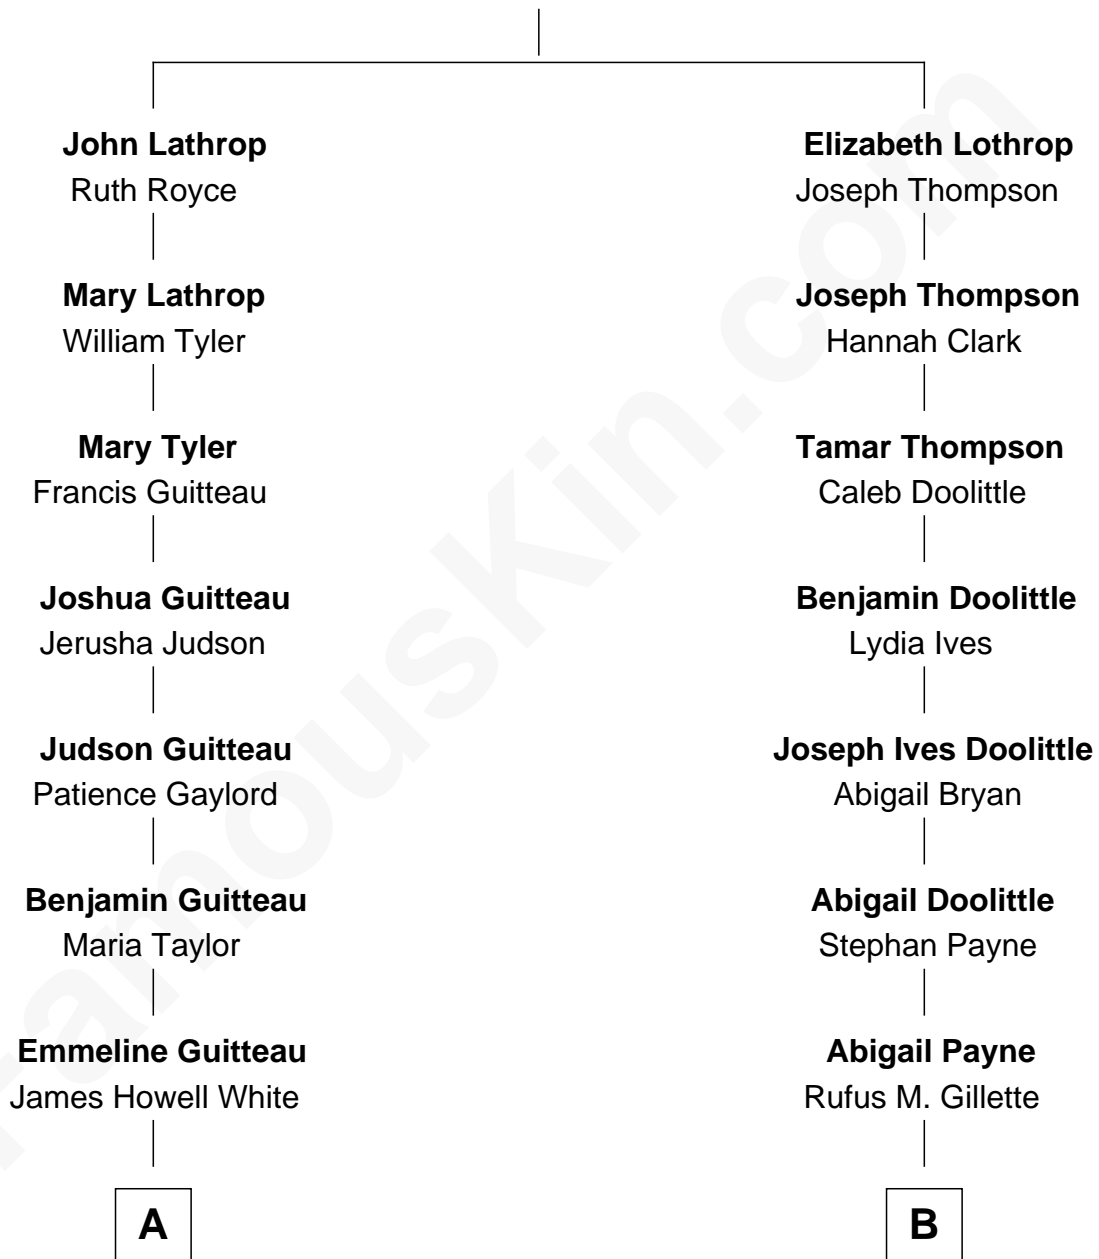 John Lathrop
Ruth Royce
Mary Lathrop
William Tyler
Mary Tyler
Francis Guitteau
Joshua Guitteau
Jerusha Judson
Judson Guitteau
Patience Gaylord
Benjamin Guitteau
Maria Taylor
Emmeline Guitteau
James Howell White
A
Elizabeth Lothrop
Joseph Thompson
Joseph Thompson
Hannah Clark
Tamar Thompson
Caleb Doolittle
Benjamin Doolittle
Lydia Ives
Joseph Ives Doolittle
Abigail Bryan
Abigail Doolittle
Stephan Payne
Abigail Payne
Rufus M. Gillette
B
FamousKin.com